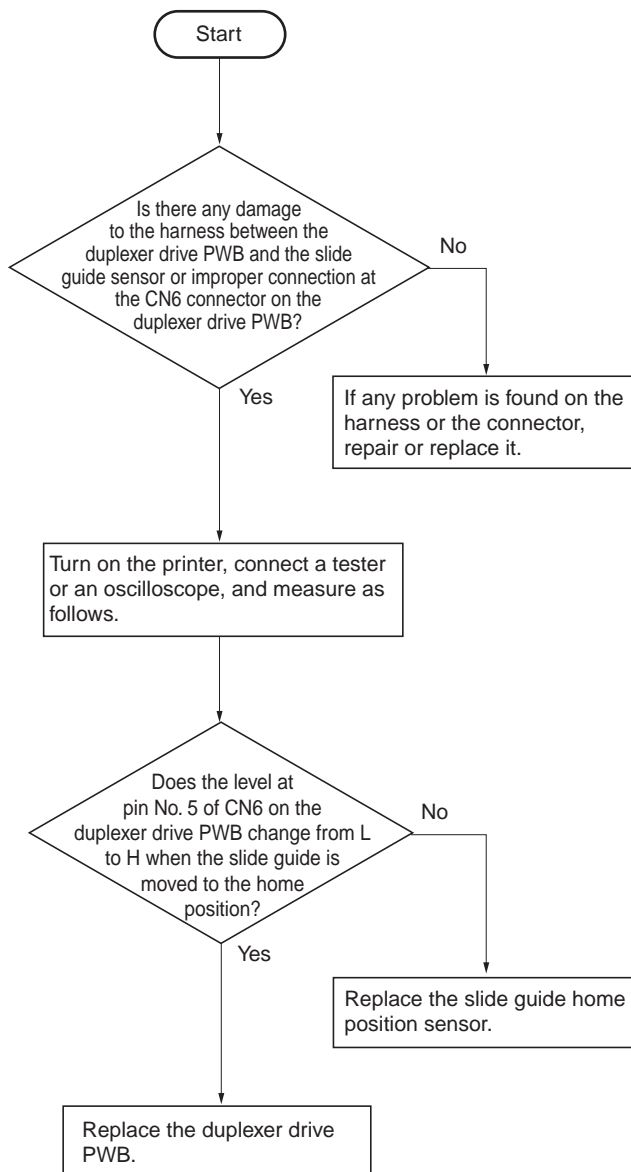 Start
Is there any damage
to the harness between the
duplexer drive PWB and the slide
guide sensor or improper connection at
the CN6 connector on the
duplexer drive PWB?
No
Yes
If any problem is found on the
harness or the connector,
repair or replace it.
Turn on the printer, connect a tester
or an oscilloscope, and measure as
follows.
Does the level at
pin No. 5 of CN6 on the
duplexer drive PWB change from L
to H when the slide guide is
moved to the home
position?
No
Yes
Replace the slide guide home
position sensor.
Replace the duplexer drive
PWB.